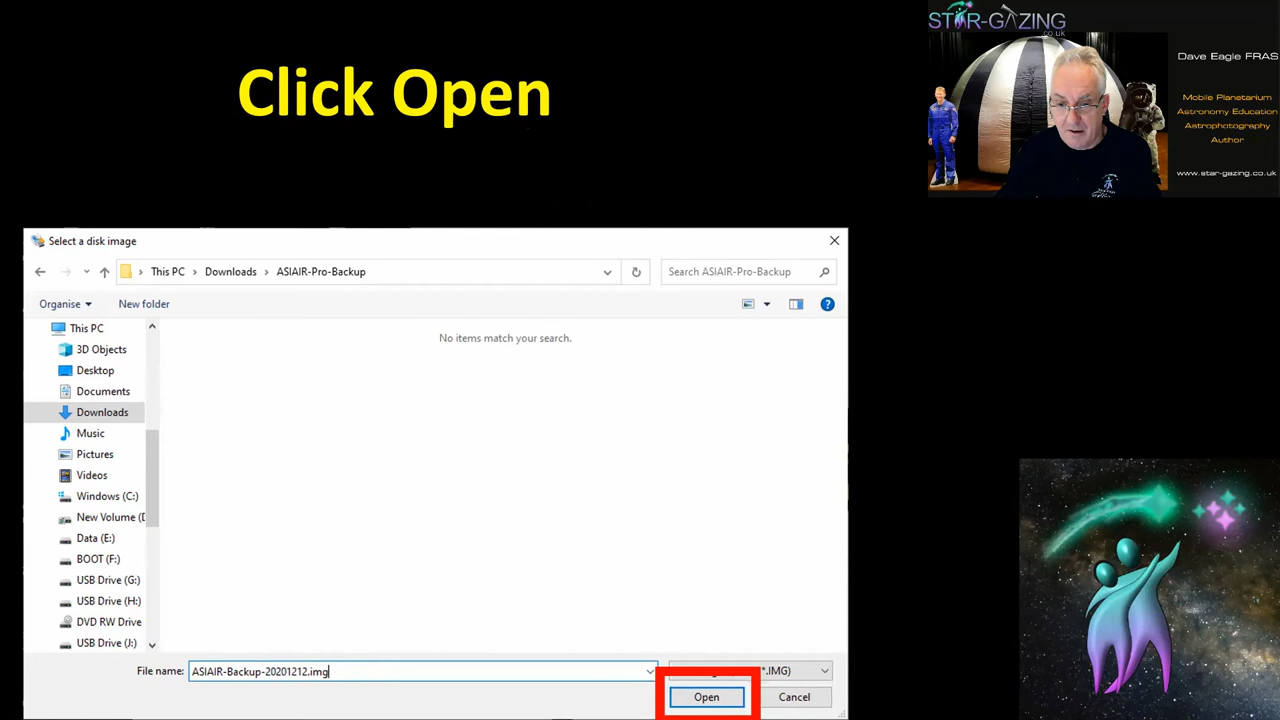 Click Open
STAR-GAZING
.co.uk
Dave Eagle FRAS
Mobile Planetarium
Astronomy Education
Astrophotography
Author
www.star-gazing.co.uk
Select a disk image
This PC
Downloads
ASIAIR-Pro-Backup
Search ASIAIR-Pro-Backup
Organise
New folder
No items match your search.
This PC
3D Objects
Desktop
Documents
Downloads
Music
Pictures
Videos
Windows (C:)
New Volume (D
Data (E:)
BOOT (F:)
USB Drive (G:)
USB Drive (H:)
DVD RW Drive
USB Drive (J:)
File name:
ASIAIR-Backup-20201212.img
*.IMG)
Open
Cancel